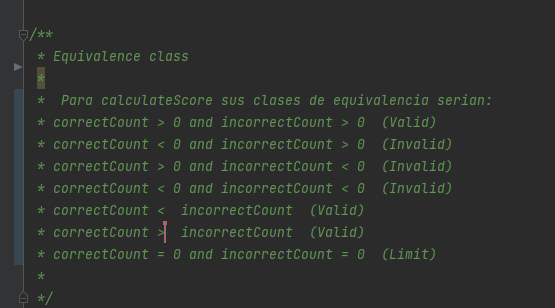 /**
* Equivalence class
*
* Para calculateScore sus clases de equivalencia serian:
* correctCount > 0 and incorrectCount > 0 (Valid)
* correctCount < 0 and incorrectCount > 0 (Invalid)
* correctCount > 0 and incorrectCount < 0 (Invalid)
* correctCount < 0 and incorrectCount < 0 (Invalid)
* correctCount < incorrectCount (Valid)
* correctCount > incorrectCount (Valid)
* correctCount = 0 and incorrectCount = 0 (Limit)
*
*/